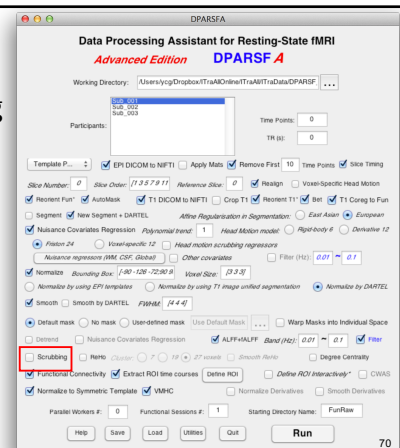 DPARSFA
Data Processing Assistant for Resting-State fMRI
Advanced Edition DPARSF A
Working Directory: /Users/ycg/Dropbox/ITraAllOnline/ITraAll/ITraData/DPARSF ...
Participants: Sub_001
Sub_002
Sub_003
Time Points: 0
TR (s): 0
Template P... EPI DICOM to NIFTI Apply Mats Remove First 10 Time Points Slice Timing
Slice Number: 0 Slice Order: [1 3 5 7 9 11 Reference Slice: 0 Realign Voxel-Specific Head Motion
Reorient Fun* AutoMask T1 DICOM to NIFTI Crop T1 Reorient T1* Bet T1 Coreg to Fun
Segment New Segment + DARTEL Affine Regularisation in Segmentation: East Asian European
Nuisance Covariates Regression Polynomial trend: 1 Head Motion model: Rigid-body 6 Derivative 12
Friston 24 Voxel-specific 12 Head motion scrubbing regressors
Nuisance regressors (WM, CSF, Global) Other covariates Filter (Hz): 0.01 ~ 0.1
Normalize Bounding Box: [-90 -126 -72;90 9 Voxel Size: [3 3 3]
Normalize by using EPI templates Normalize by using T1 image unified segmentation Normalize by DARTEL
Smooth Smooth by DARTEL FWHM: [4 4 4]
Default mask No mask User-defined mask Use Default Mask ... Warp Masks into Individual Space
Detrend Nuisance Covariates Regression ALFF+fALFF Band (Hz): 0.01 ~ 0.1 Filter
Scrubbing ReHo Cluster: 7 19 27 voxels Smooth ReHo Degree Centrality
Functional Connectivity Extract ROI time courses Define ROI Define ROI Interactively* CWAS
Normalize to Symmetric Template VMHC Normalize Derivatives Smooth Derivatives
Parallel Workers #: 0 Functional Sessions #: 1 Starting Directory Name: FunRaw
Help Save Load Utilities Quit Run
70